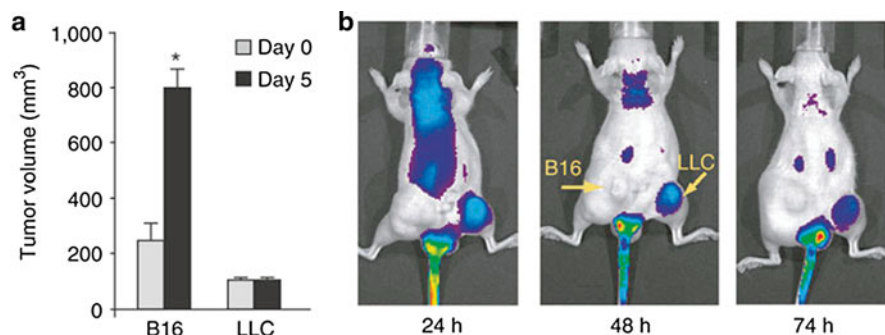 a
1,000
800
600
400
200
0
Tumor volume (mm³)
Day 0
Day 5
*
B16
LLC
b
B16
LLC
24 h
48 h
74 h